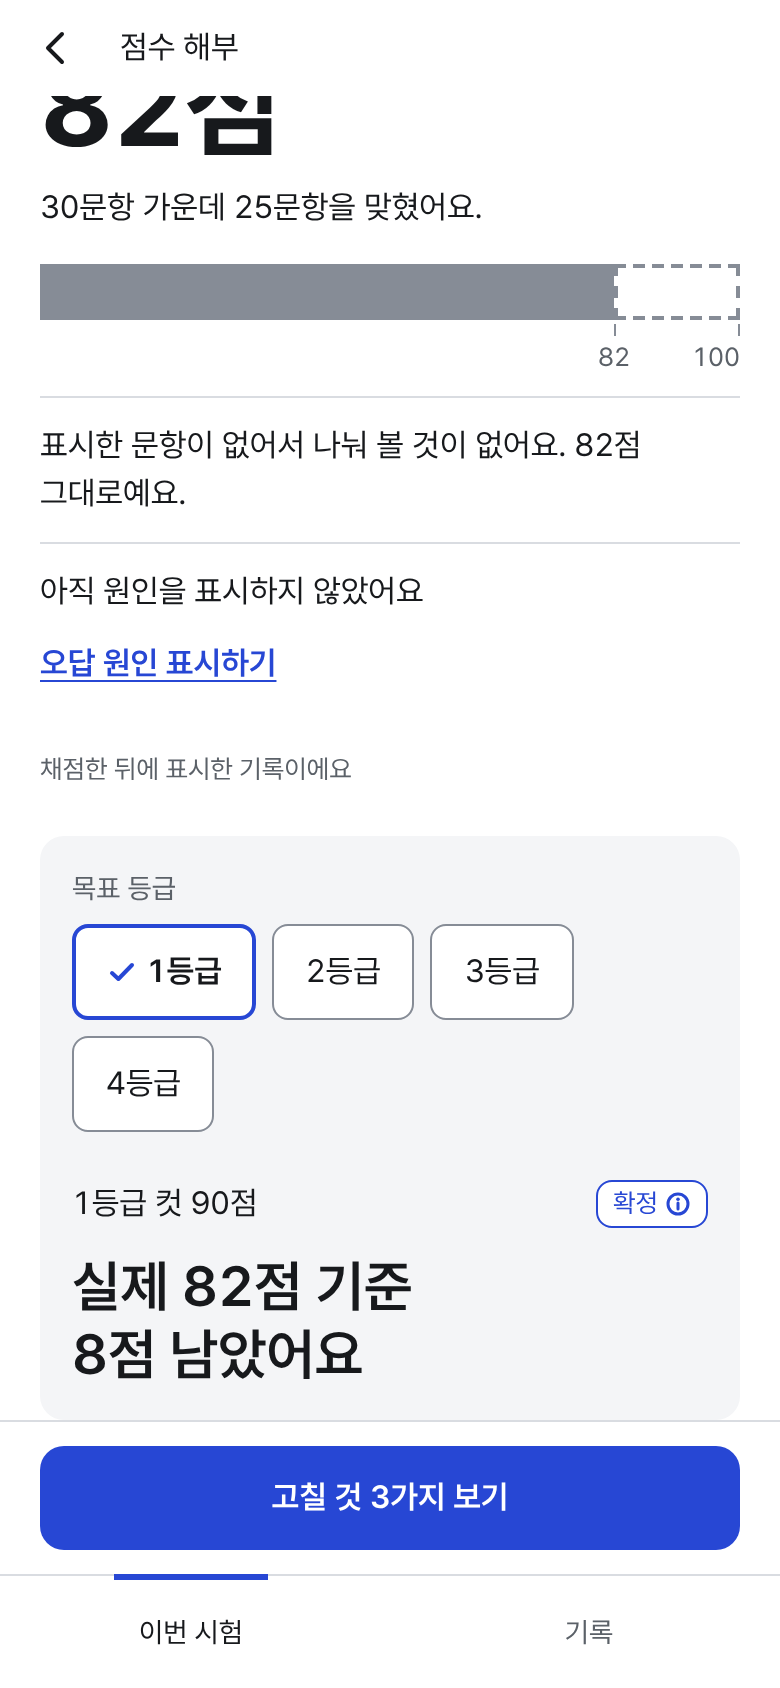 점수 해부
82점
30문항 가운데 25문항을 맞혔어요.
82
100
표시한 문항이 없어서 나눠 볼 것이 없어요. 82점
그대로예요.
아직 원인을 표시하지 않았어요
오답 원인 표시하기
채점한 뒤에 표시한 기록이에요
목표 등급
1등급
2등급
3등급
4등급
1등급 컷 90점
확정
실제 82점 기준
8점 남았어요
고칠 것 3가지 보기
이번 시험
기록